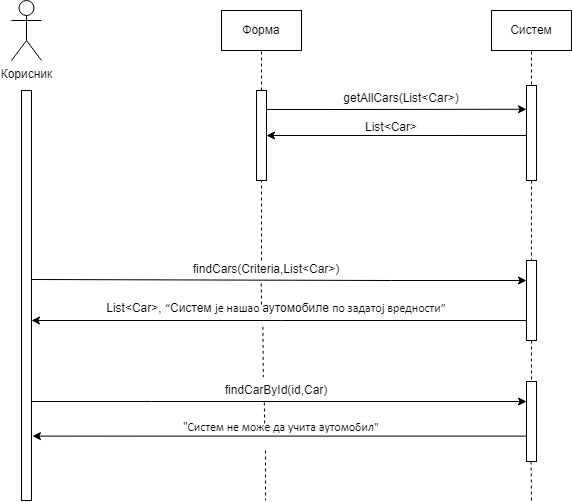 Форма
Систем
Корисник
getAllCars(List<Car>)
List<Car>
findCars(Criteria,List<Car>)
List<Car>, “Систем је нашао аутомобиле по задатој вредности”
findCarById(id,Car)
"Систем не може да учита аутомобил"